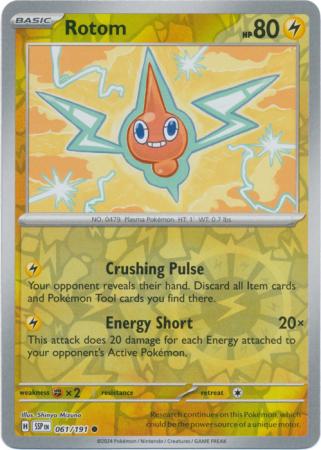 BASIC
Rotom
HP 80
NO. 0479 Plasma Pokémon HT: 1' WT: 0.7 lbs
Crushing Pulse
Your opponent reveals their hand. Discard all Item cards
and Pokémon Tool cards you find there.
Energy Short 20×
This attack does 20 damage for each Energy attached to
your opponent's Active Pokémon.
weakness ×2 resistance retreat
Illus. Shinya Mizuno
H SSP EN 061/191
Research continues on this Pokémon, which
could be the power source of a unique motor.
©2024 Pokémon / Nintendo / Creatures / GAME FREAK